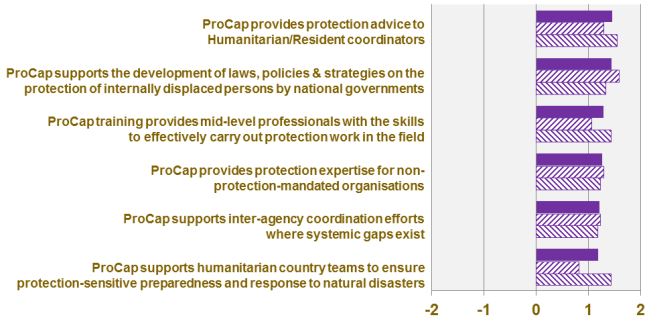 ProCap provides protection advice to
Humanitarian/Resident coordinators
ProCap supports the development of laws, policies & strategies on the
protection of internally displaced persons by national governments
ProCap training provides mid-level professionals with the skills
to effectively carry out protection work in the field
ProCap provides protection expertise for non-
protection-mandated organisations
ProCap supports inter-agency coordination efforts
where systemic gaps exist
ProCap supports humanitarian country teams to ensure
protection-sensitive preparedness and response to natural disasters
-2 -1 0 1 2